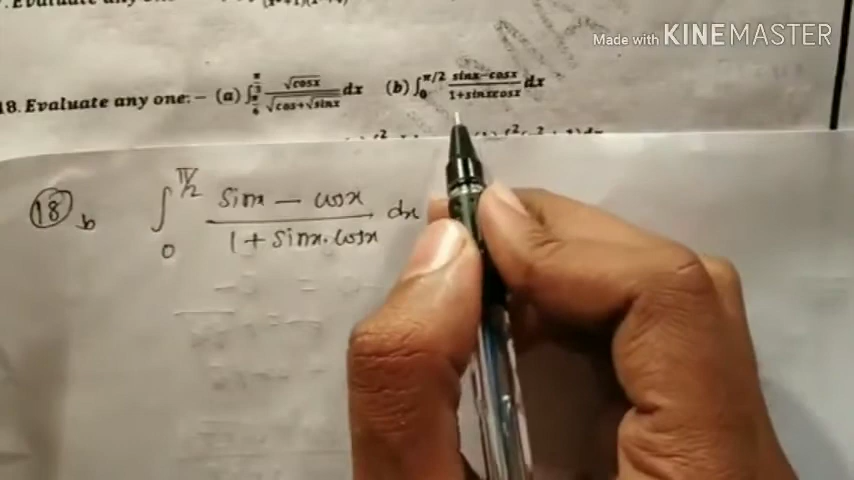 Made with KINEMASTER
18. Evaluate any one:- (a) ∫_{π/6}^{π/3} √cosx / √cos+√sinx dx (b) ∫_0^{π/2} sinx-cosx / 1+sinxcosx dx
18 b ∫_0^{π/2} sinx - cosx / 1 + sinx.cosx dx